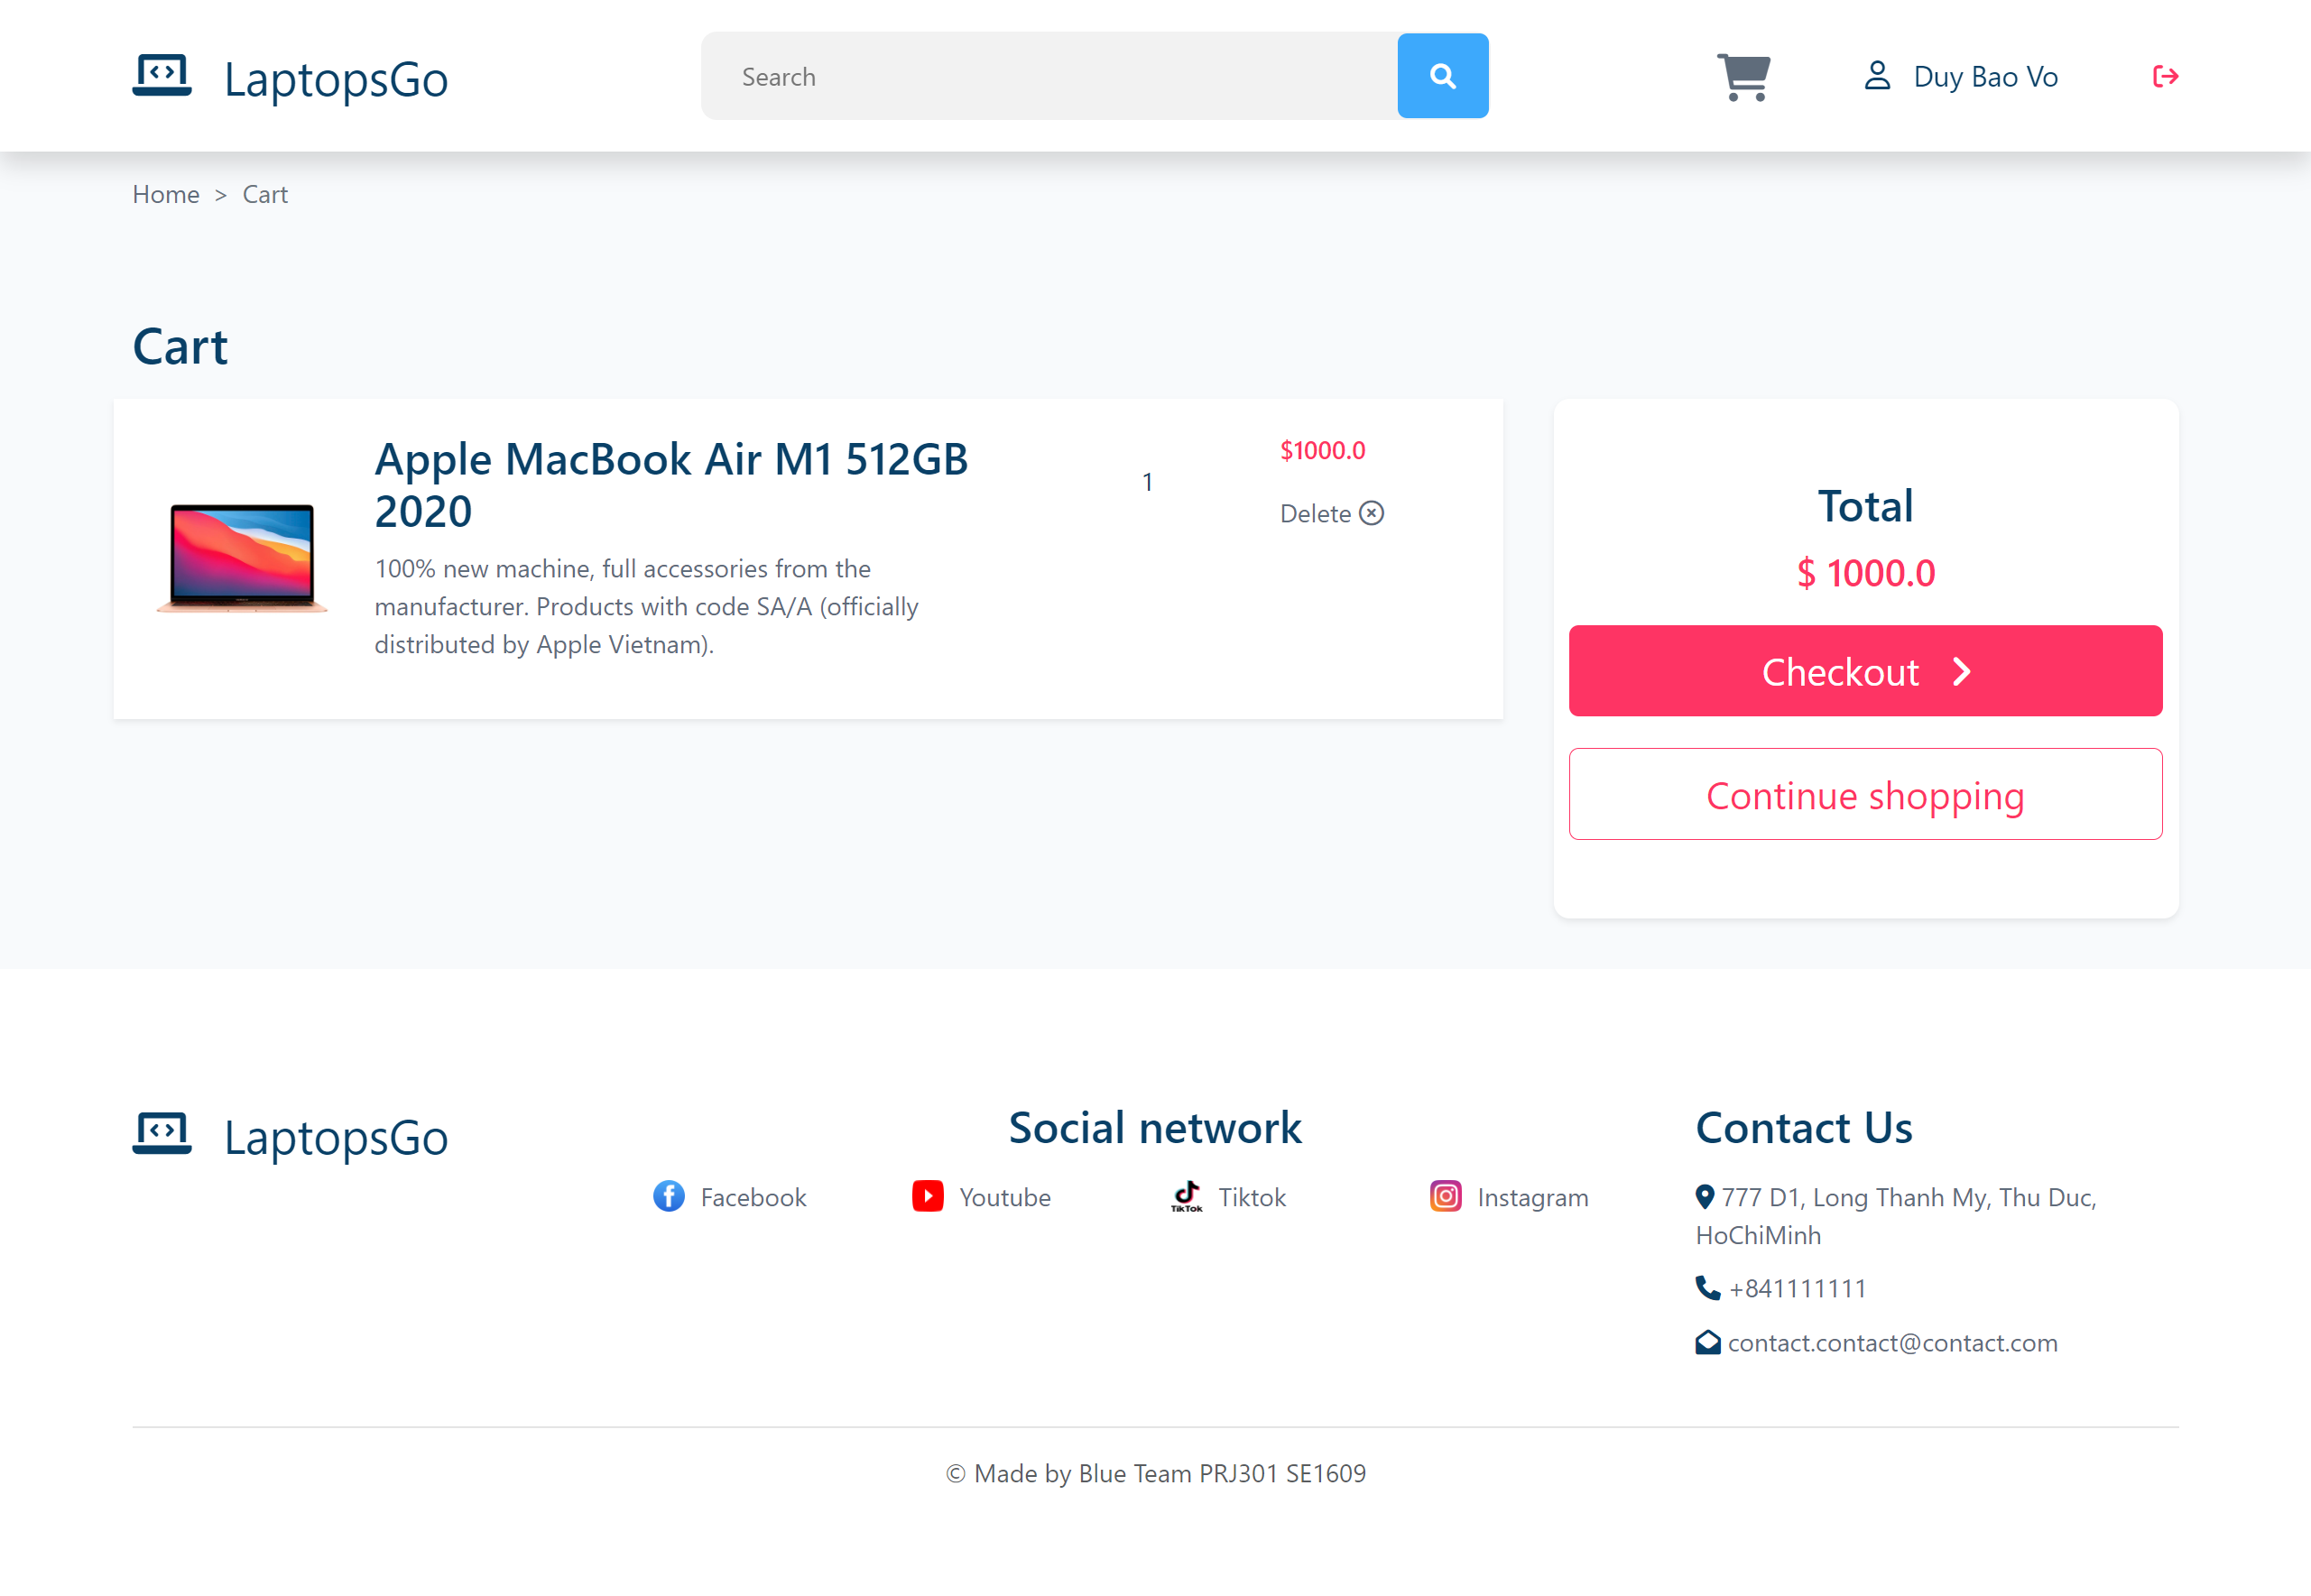 LaptopsGo
Search
Duy Bao Vo
Home > Cart
Cart
Apple MacBook Air M1 512GB
2020
100% new machine, full accessories from the
manufacturer. Products with code SA/A (officially
distributed by Apple Vietnam).
1
$1000.0
Delete
Total
$ 1000.0
Checkout
Continue shopping
LaptopsGo
Social network
Facebook
Youtube
TikTok
Tiktok
Instagram
Contact Us
777 D1, Long Thanh My, Thu Duc,
HoChiMinh
+841111111
contact.contact@contact.com
© Made by Blue Team PRJ301 SE1609